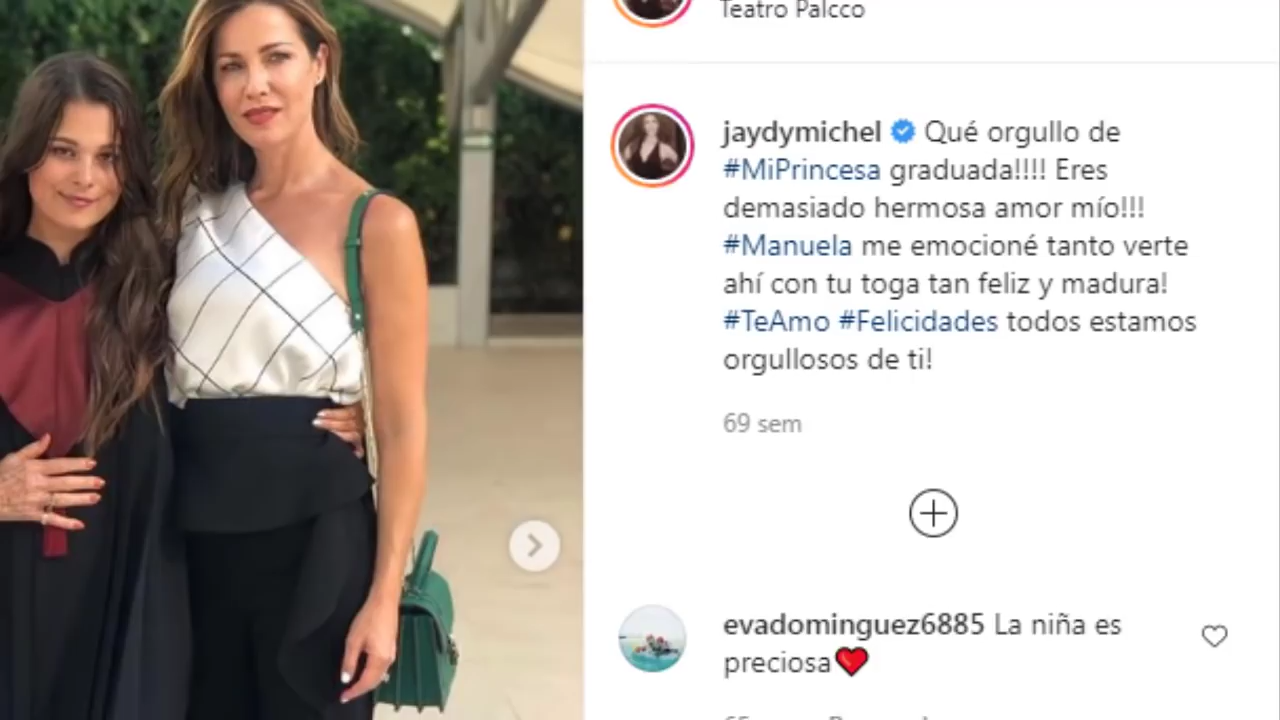 Teatro Palcco
jaydymichel Qué orgullo de
#MiPrincesa graduada!!!! Eres
demasiado hermosa amor mío!!!
#Manuela me emocioné tanto verte
ahí con tu toga tan feliz y madura!
#TeAmo #Felicidades todos estamos
orgullosos de ti!
69 sem
evadominguez6885 La niña es
preciosa❤️